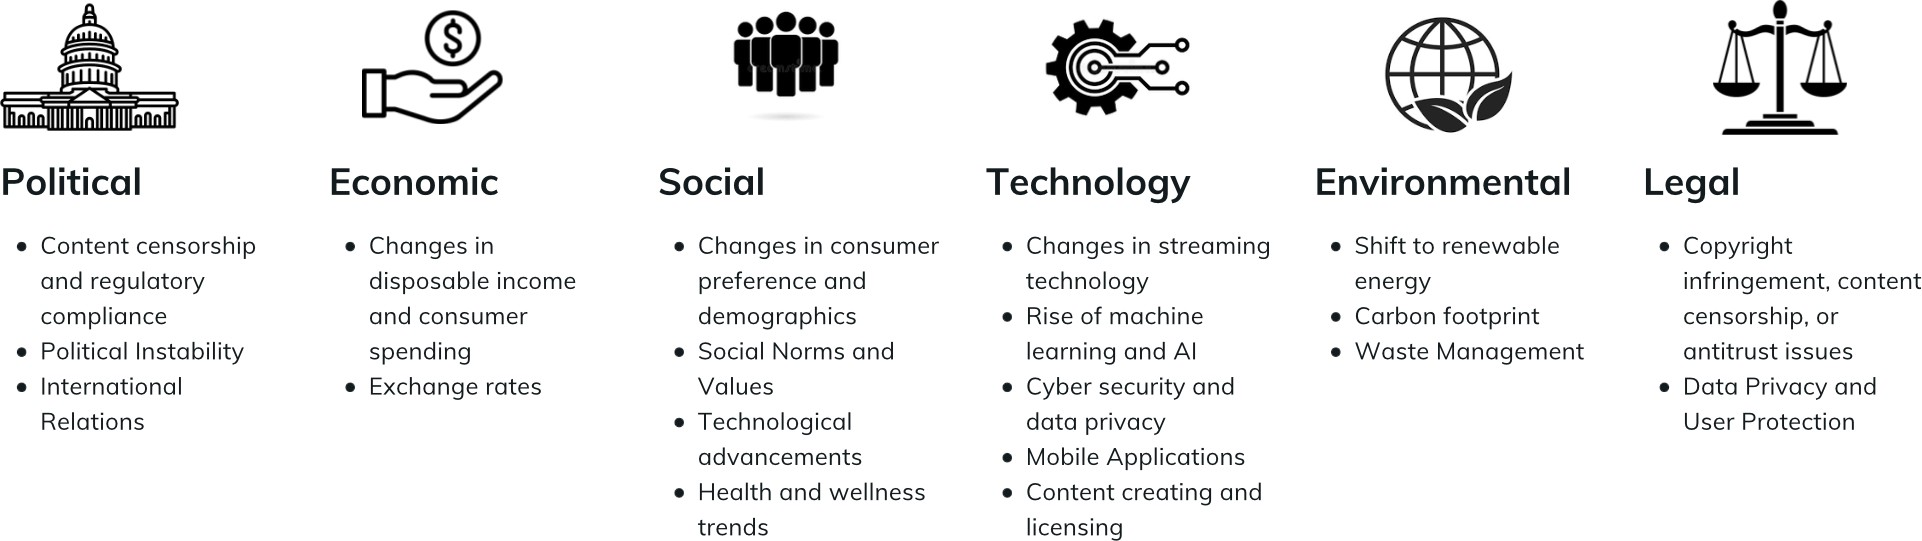 Political
• Content censorship
and regulatory
compliance
• Political Instability
• International
Relations
Economic
• Changes in
disposable income
and consumer
spending
• Exchange rates
Social
• Changes in consumer
preference and
demographics
• Social Norms and
Values
• Technological
advancements
• Health and wellness
trends
Technology
• Changes in streaming
technology
• Rise of machine
learning and AI
• Cyber security and
data privacy
• Mobile Applications
• Content creating and
licensing
Environmental
• Shift to renewable
energy
• Carbon footprint
• Waste Management
Legal
• Copyright
infringement, content
censorship, or
antitrust issues
• Data Privacy and
User Protection